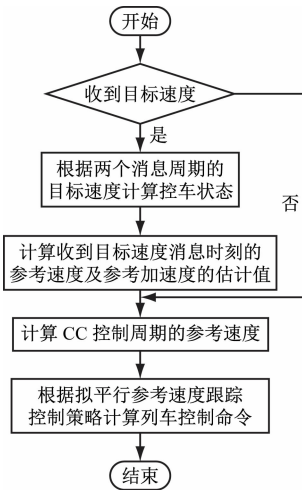 开始
收到目标速度
是
根据两个消息周期的
目标速度计算控车状态
否
计算收到目标速度消息时刻的
参考速度及参考加速度的估计值
计算 CC 控制周期的参考速度
根据拟平行参考速度跟踪
控制策略计算列车控制命令
结束